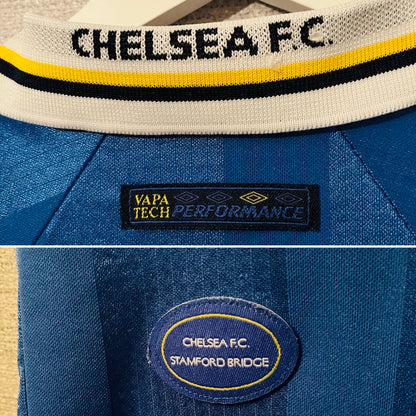 CHELSEA F.C.
VAPA
TECH PERFORMANCE
CHELSEA F.C.
STAMFORD BRIDGE